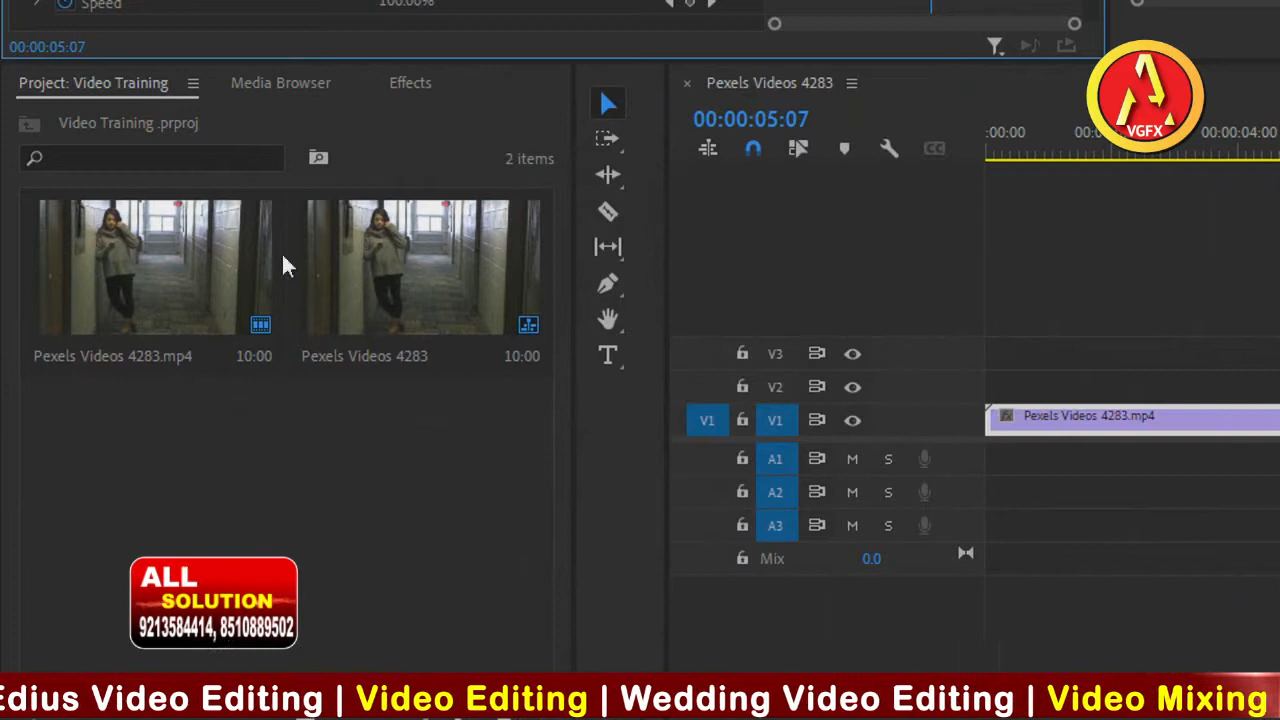 Speed
100.00%
00:00:05:07
Project: Video Training
Media Browser
Effects
Video Training .prproj
2 items
Pexels Videos 4283.mp4
10:00
Pexels Videos 4283
10:00
Pexels Videos 4283
00:00:05:07
:00:00
00:00:04:00
VGFX
V3
V2
V1
V1
Pexels Videos 4283.mp4
A1
M
S
A2
M
S
A3
M
S
Mix
0.0
ALL
SOLUTION
9213584414, 8510889502
Edius Video Editing | Video Editing | Wedding Video Editing | Video Mixing